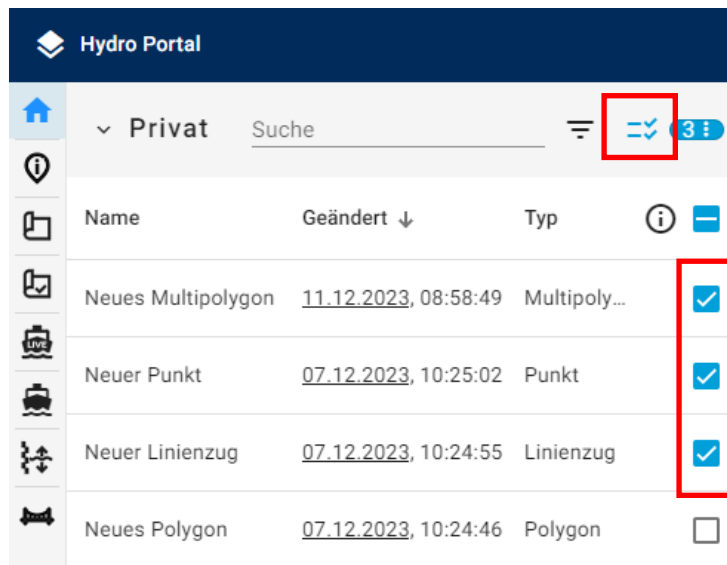 Hydro Portal
Privat Suche 3
Name Geändert Typ
Neues Multipolygon 11.12.2023, 08:58:49 Multipoly...
Neuer Punkt 07.12.2023, 10:25:02 Punkt
LIVE
Neuer Linienzug 07.12.2023, 10:24:55 Linienzug
Neues Polygon 07.12.2023, 10:24:46 Polygon